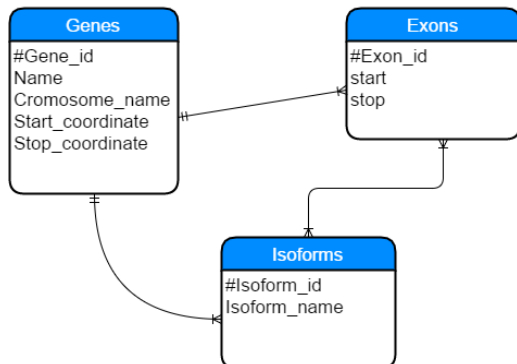 Genes
#Gene_id
Name
Cromosome_name
Start_coordinate
Stop_coordinate
Exons
#Exon_id
start
stop
Isoforms
#Isoform_id
Isoform_name